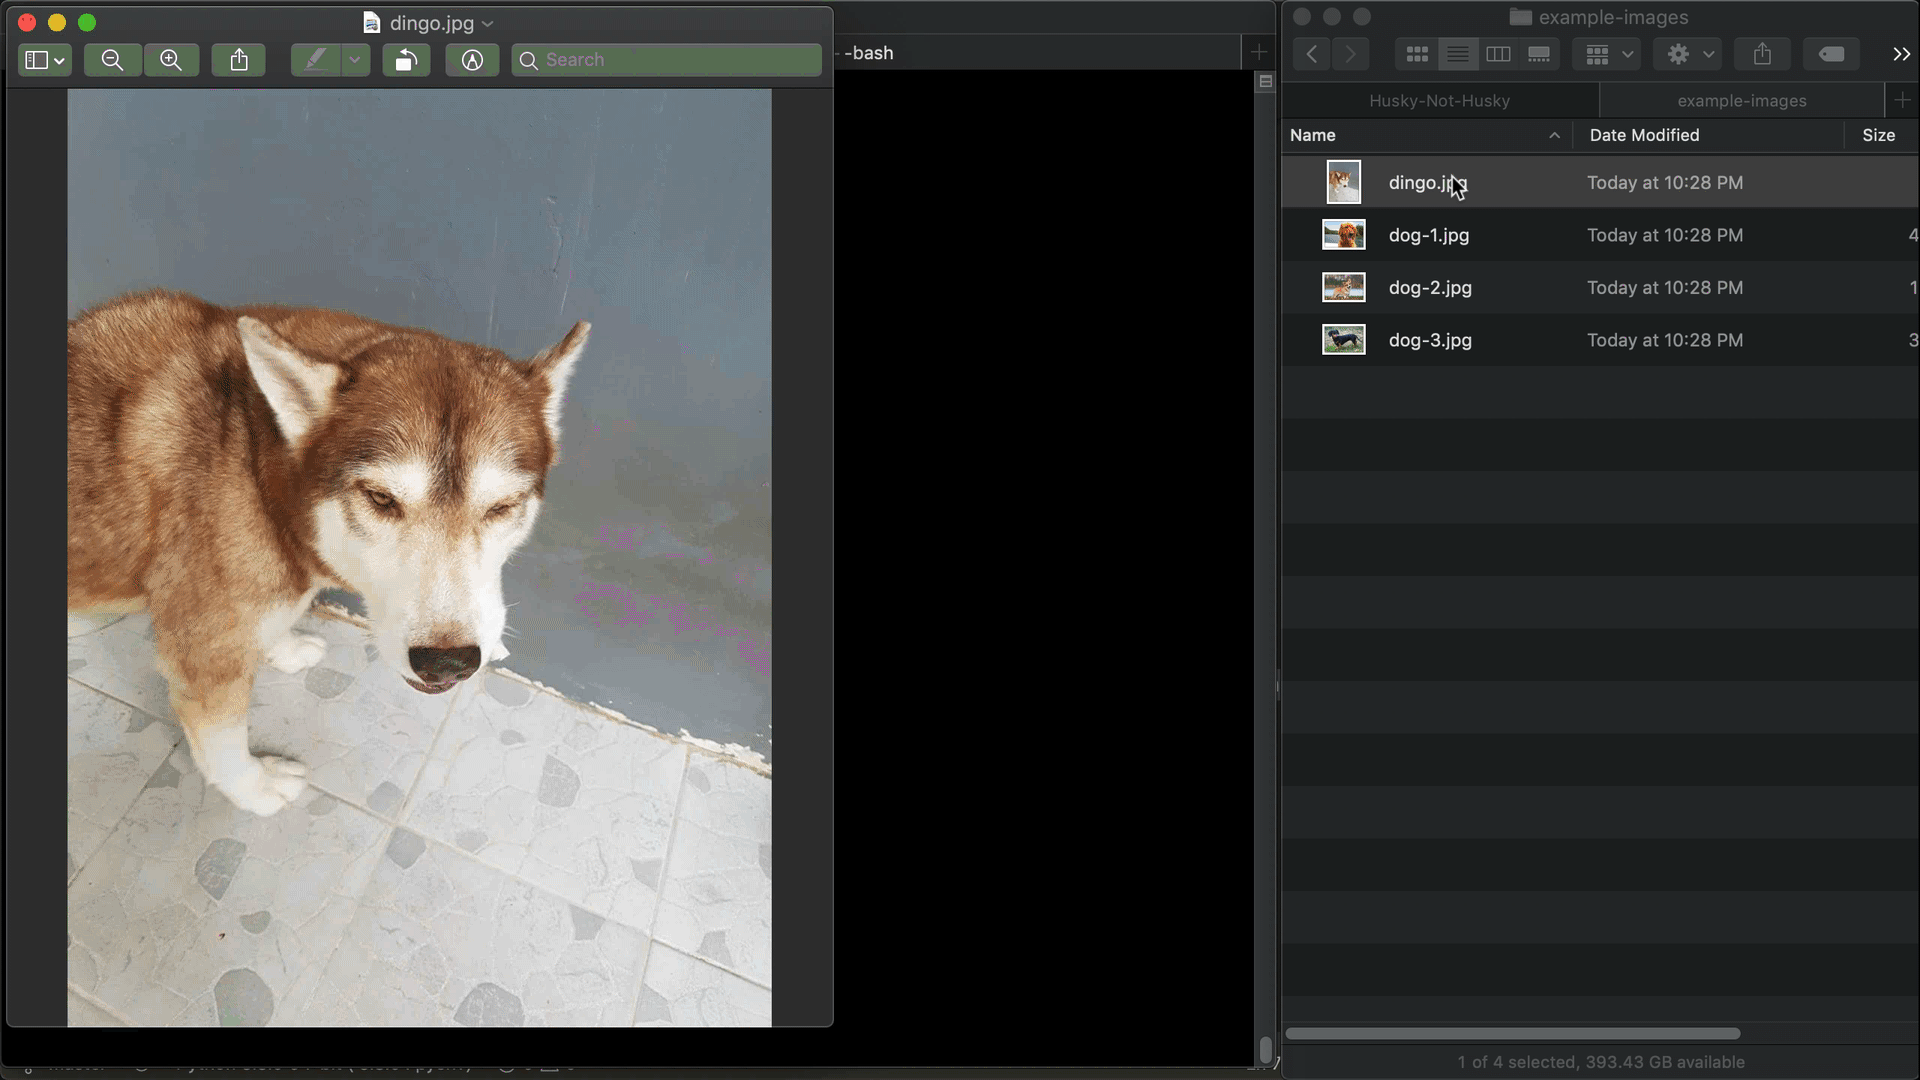 dingo.jpg
Search
-bash
example-images
Husky-Not-Husky
example-images
Name
Date Modified
Size
dingo.jpg
Today at 10:28 PM
dog-1.jpg
Today at 10:28 PM
4
dog-2.jpg
Today at 10:28 PM
1
dog-3.jpg
Today at 10:28 PM
3
1 of 4 selected, 393.43 GB available